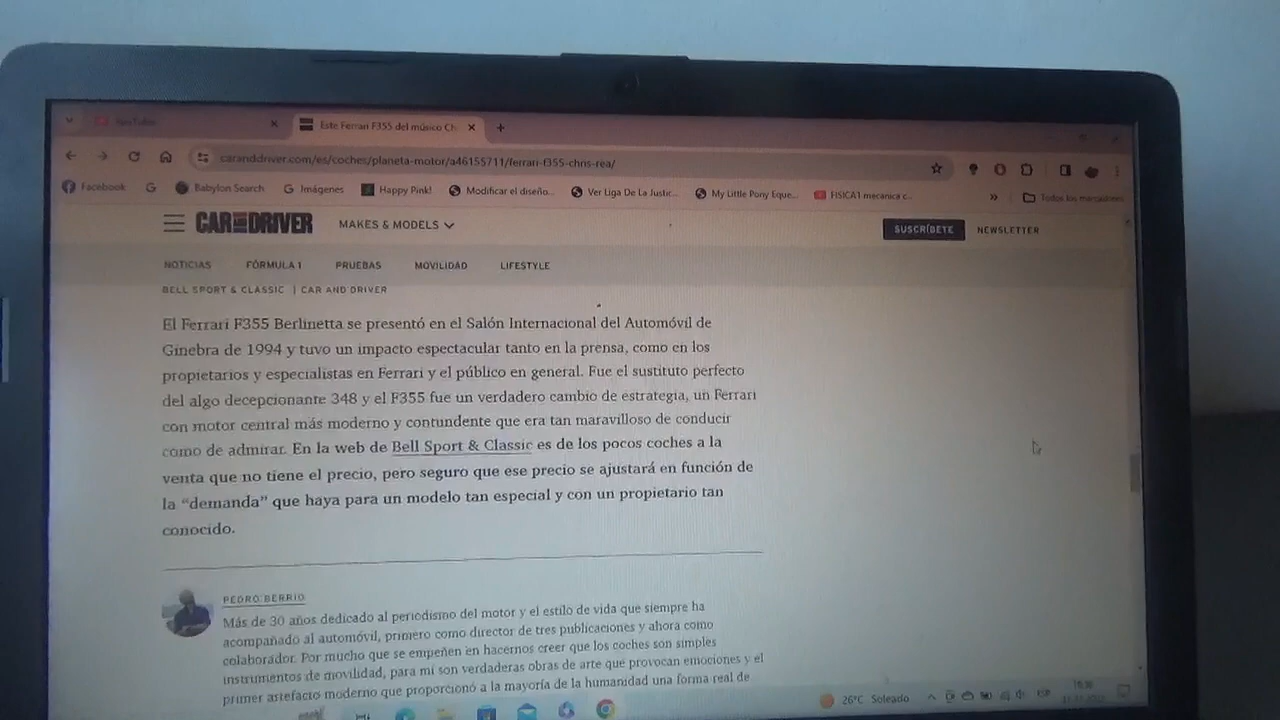 YouTube
Este Ferrari F355 del músico Ch
caranddriver.com/es/coches/planeta-motor/a46155711/ferrari-f355-chris-rea/
Facebook
Babylon Search
Imágenes
Happy Pink!
Modificar el diseño...
Ver Liga De La Justic...
My Little Pony Eque...
FISICA1 mecanica c...
»
Todos los marcadores
CAR AND DRIVER
MAKES & MODELS
SUSCRÍBETE
NEWSLETTER
NOTICIAS
FÓRMULA 1
PRUEBAS
MOVILIDAD
LIFESTYLE
BELL SPORT & CLASSIC | CAR AND DRIVER
El Ferrari F355 Berlinetta se presentó en el Salón Internacional del Automóvil de
Ginebra de 1994 y tuvo un impacto espectacular tanto en la prensa, como en los
propietarios y especialistas en Ferrari y el público en general. Fue el sustituto perfecto
del algo decepcionante 348 y el F355 fue un verdadero cambio de estrategia, un Ferrari
con motor central más moderno y contundente que era tan maravilloso de conducir
como de admirar. En la web de Bell Sport & Classic es de los pocos coches a la
venta que no tiene el precio, pero seguro que ese precio se ajustará en función de
la “demanda” que haya para un modelo tan especial y con un propietario tan
conocido.
PEDRO BERRIO
Más de 30 años dedicado al periodismo del motor y el estilo de vida que siempre ha
acompañado al automóvil, primero como director de tres publicaciones y ahora como
colaborador. Por mucho que se empeñen en hacernos creer que los coches son simples
instrumentos de movilidad, para mí son verdaderas obras de arte que provocan emociones y el
primer artefacto moderno que proporcionó a la mayoría de la humanidad una forma real de
26°C Soleado
ESP